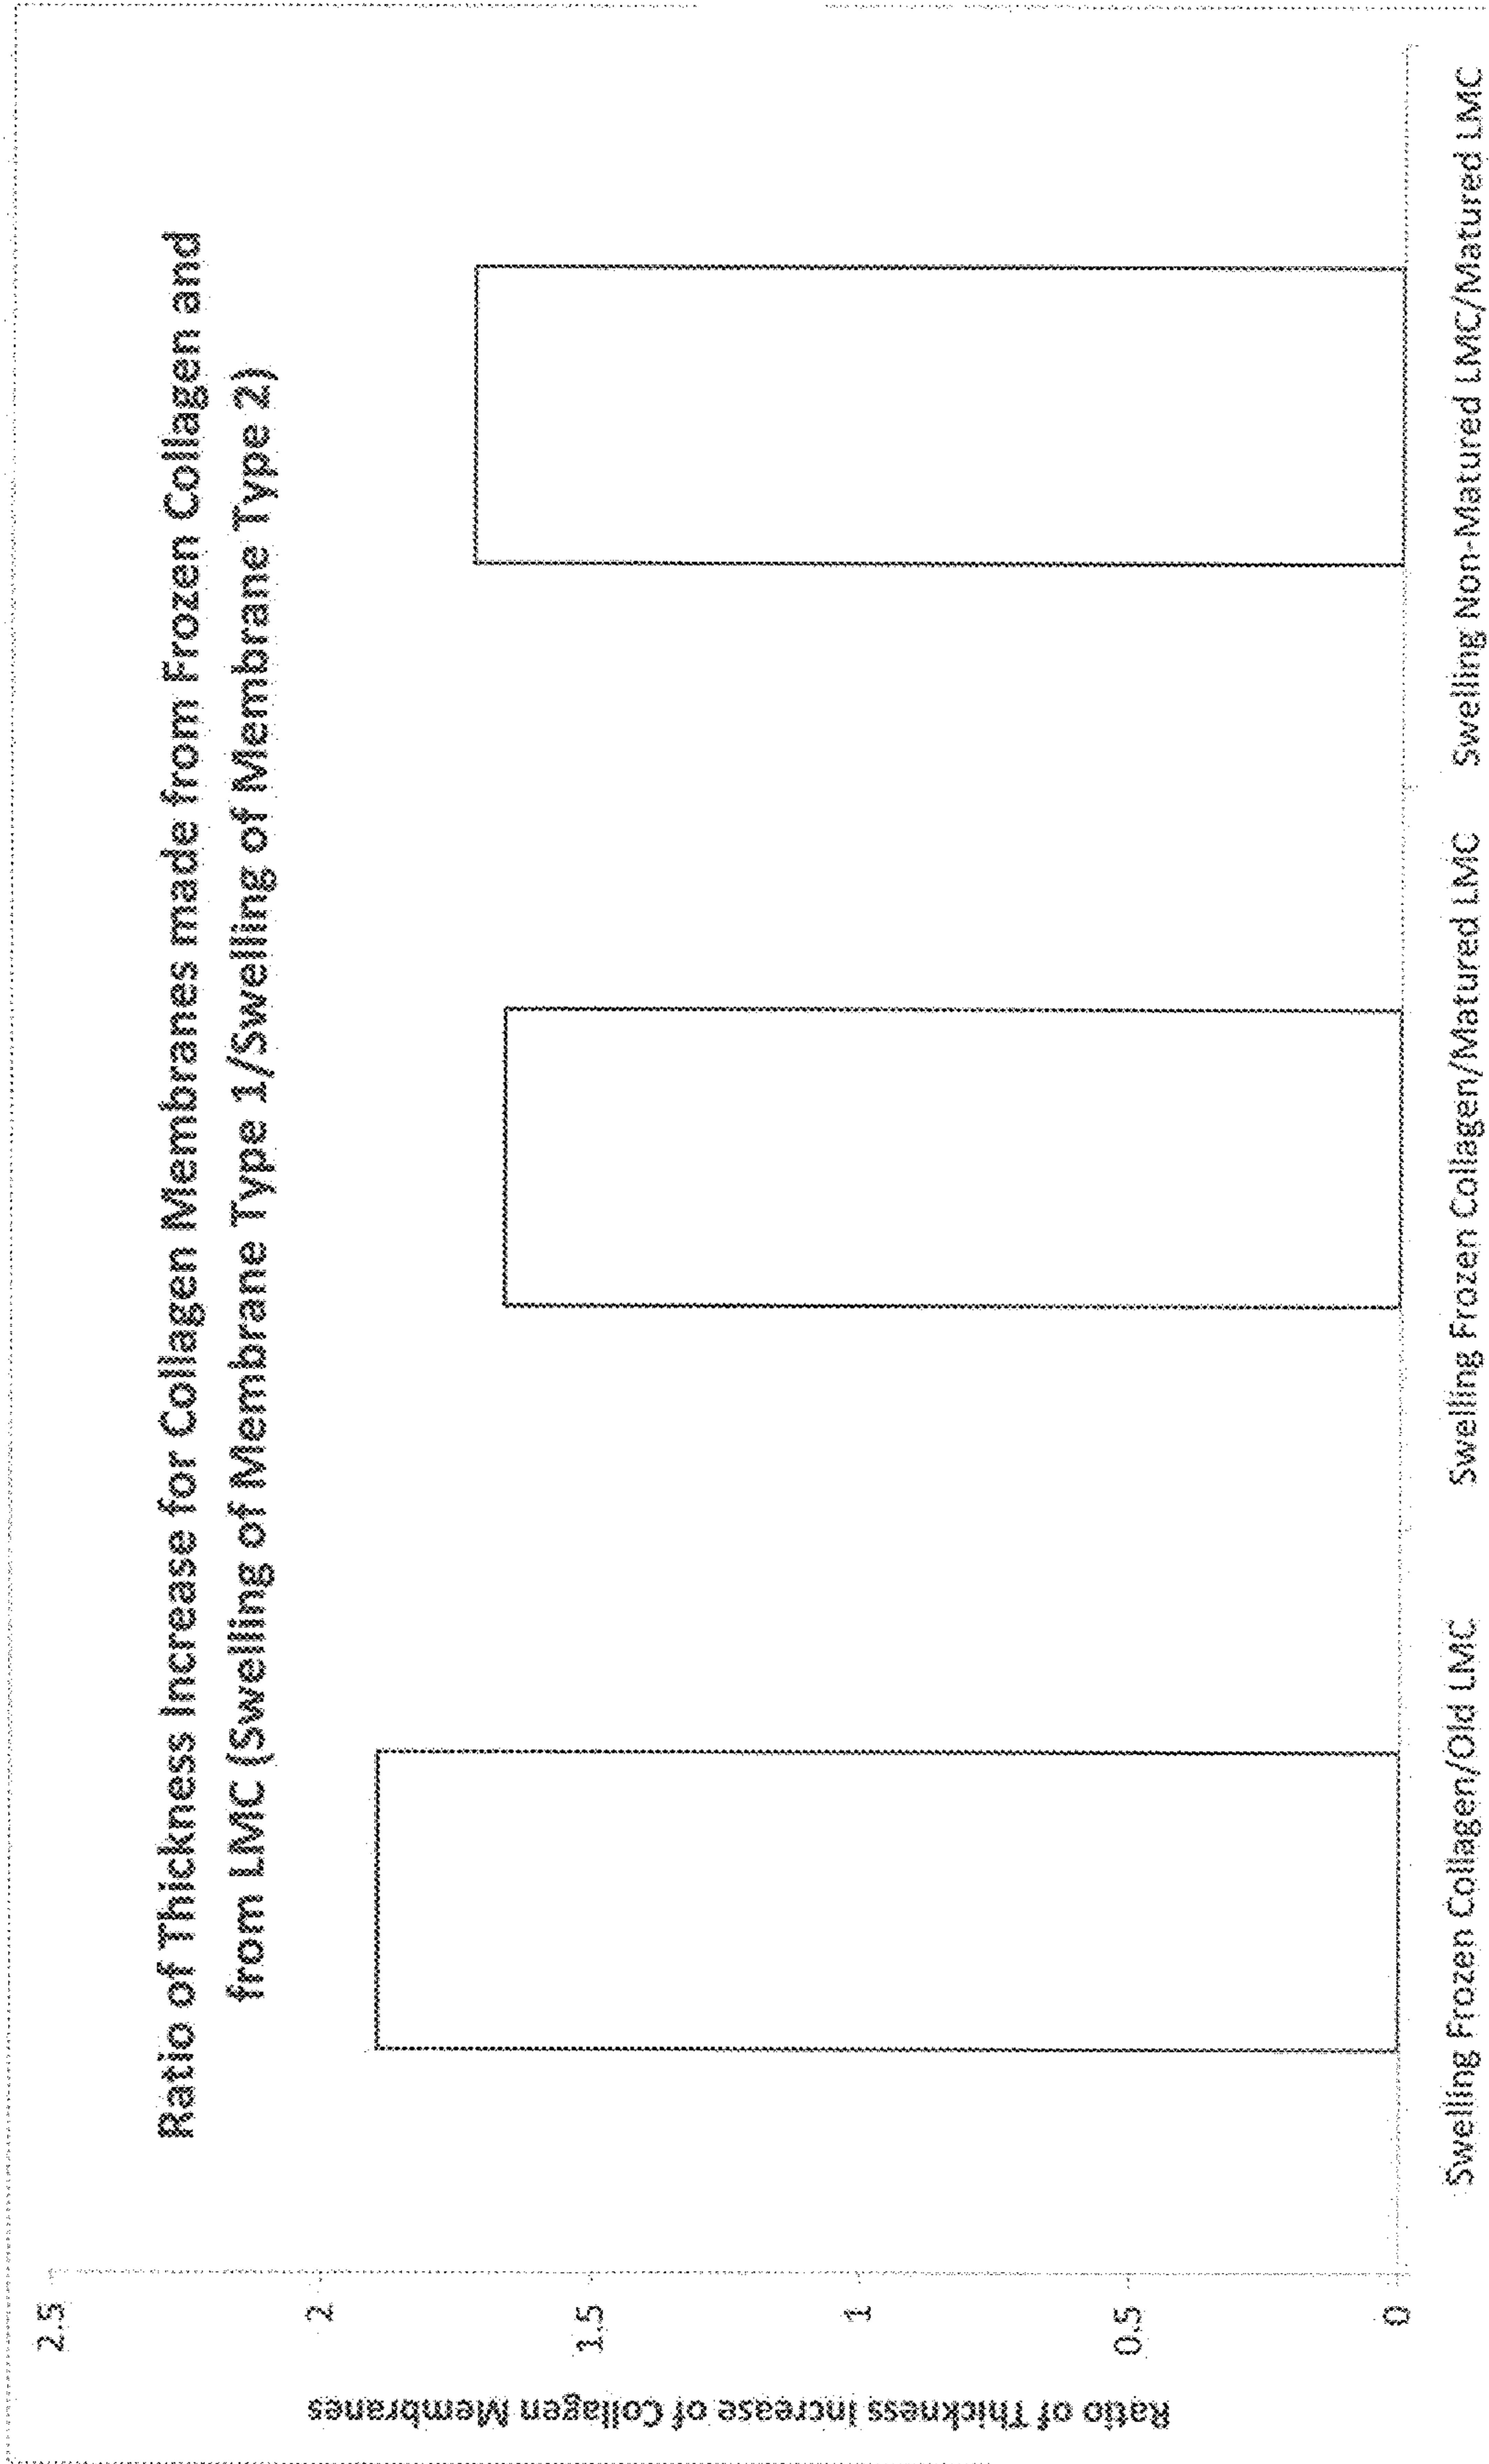 Ratio of Thickness Increase for Collagen Membranes made from Frozen Collagen and
from LMC (Swelling of Membrane Type 1/Swelling of Membrane Type 2)
Ratio of Thickness Increase of Collagen Membranes
2.5
2
1.5
1
0.5
0
Swelling Frozen Collagen/Old LMC
Swelling Frozen Collagen/Matured LMC
Swelling Non-Matured LMC/Matured LMC